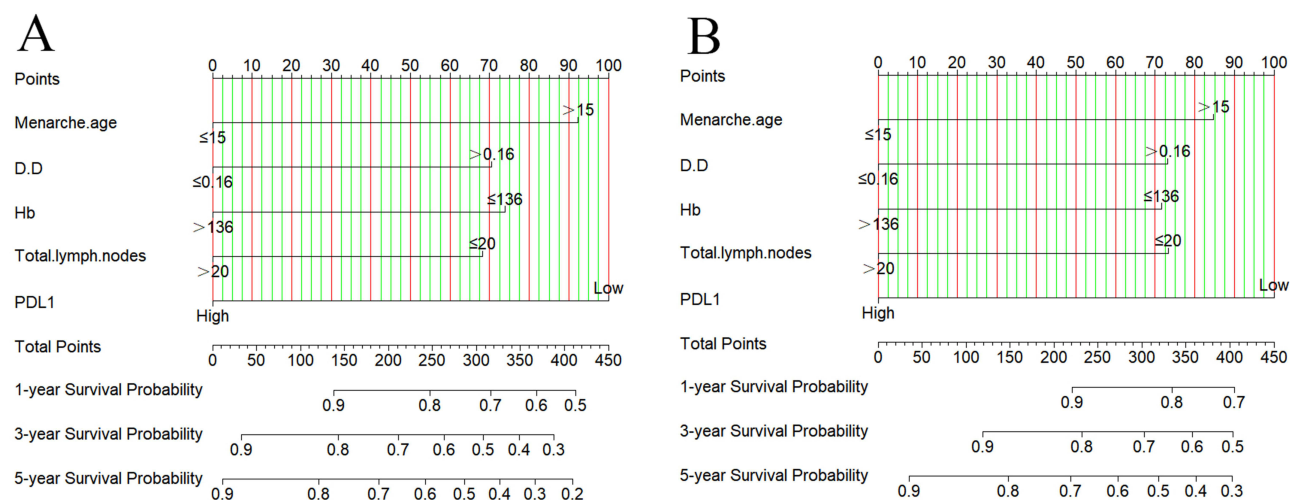 A
Points
0 10 20 30 40 50 60 70 80 90 100
Menarche.age
≤15
>15
D.D
≤0.16
>0.16
Hb
>136
≤136
Total.lymph.nodes
>20
≤20
PDL1
High
Low
Total Points
0 50 100 150 200 250 300 350 400 450
1-year Survival Probability
0.9 0.8 0.7 0.6 0.5
3-year Survival Probability
0.9 0.8 0.7 0.6 0.5 0.4 0.3
5-year Survival Probability
0.9 0.8 0.7 0.6 0.5 0.4 0.3 0.2
B
Points
0 10 20 30 40 50 60 70 80 90 100
Menarche.age
≤15
>15
D.D
≤0.16
>0.16
Hb
>136
≤136
Total.lymph.nodes
>20
≤20
PDL1
High
Low
Total Points
0 50 100 150 200 250 300 350 400 450
1-year Survival Probability
0.9 0.8 0.7
3-year Survival Probability
0.9 0.8 0.7 0.6 0.5
5-year Survival Probability
0.9 0.8 0.7 0.6 0.5 0.4 0.3